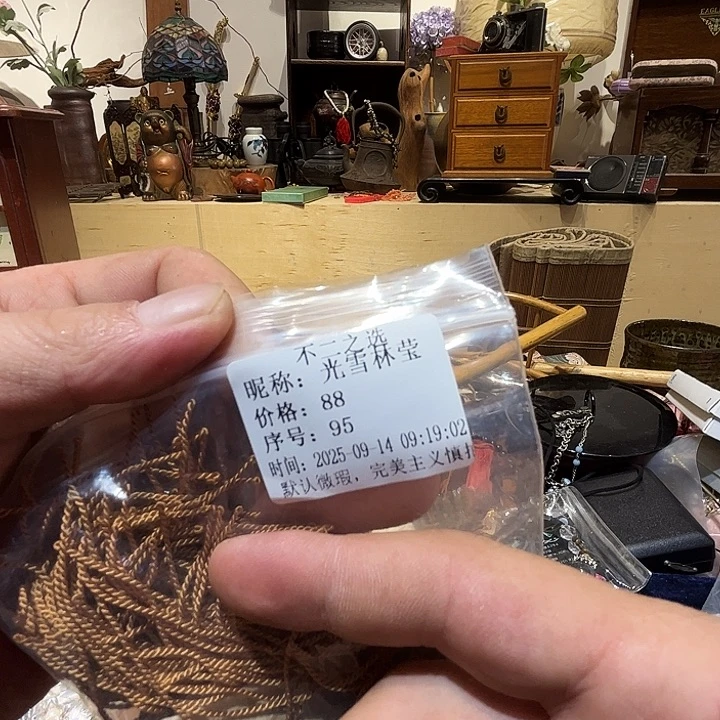 不二之选
昵称： 光雪林莹
价格： 88
序号： 95
时间： 2025-09-14 09:19:02
默认微瑕，完美主义慎
EAGL